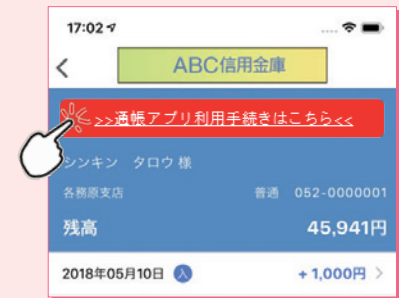 17:02
ABC信用金庫
>>通帳アプリ利用手続きはこちら<<
シンキン タロウ様
各務原支店 普通 052-0000001
残高 45,941円
2018年05月10日 入 +1,000円 >